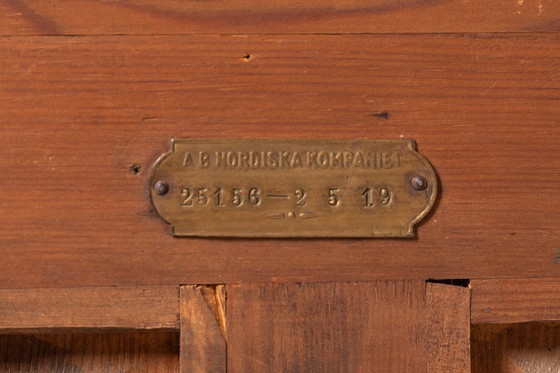 A.B. NORDISKA KOMPANIET
25156 — 2 5 19